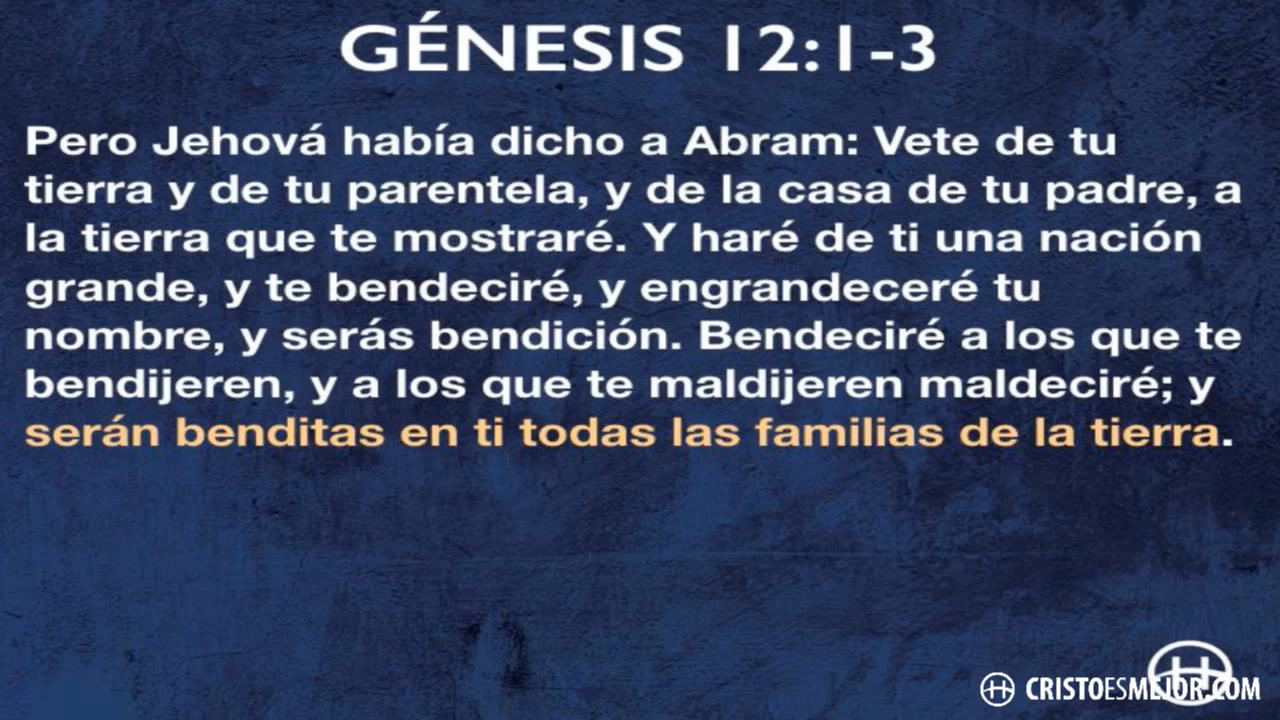 GÉNESIS 12:1-3
Pero Jehová había dicho a Abram: Vete de tu
tierra y de tu parentela, y de la casa de tu padre, a
la tierra que te mostraré. Y haré de ti una nación
grande, y te bendeciré, y engrandeceré tu
nombre, y serás bendición. Bendeciré a los que te
bendijeren, y a los que te maldijeren maldeciré; y
serán benditas en ti todas las familias de la tierra.
CRISTOESMEJOR.COM